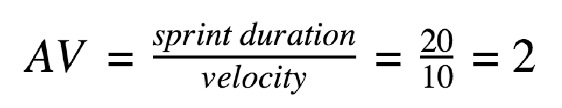 AV = sprint duration / velocity = 20 / 10 = 2